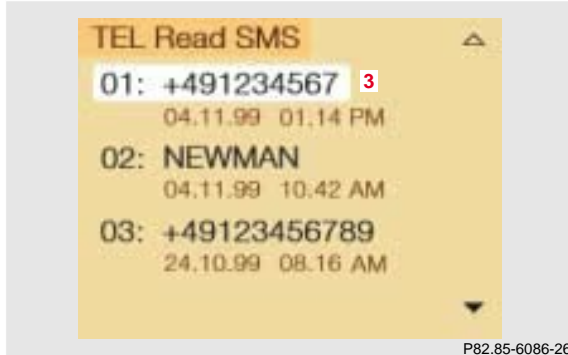 TEL Read SMS
01: +491234567 3
04.11.99 01.14 PM
02: NEWMAN
04.11.99 10.42 AM
03: +49123456789
24.10.99 08.16 AM
P82.85-6086-26